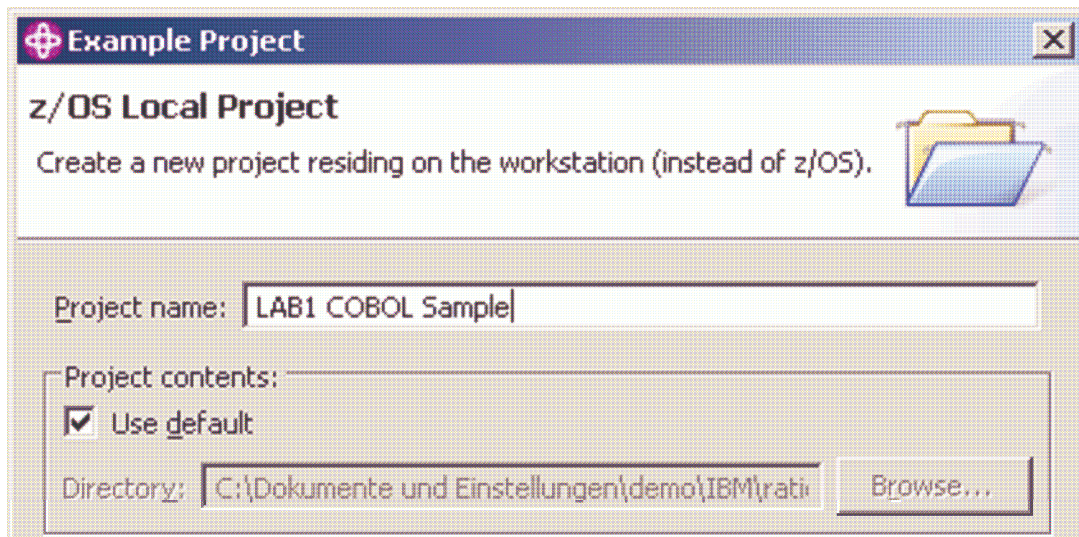 Example Project
z/OS Local Project
Create a new project residing on the workstation (instead of z/OS).
Project name: LAB1 COBOL Sample
Project contents:
Use default
Directory: C:\Dokumente und Einstellungen\demo\IBM\ratio Browse...